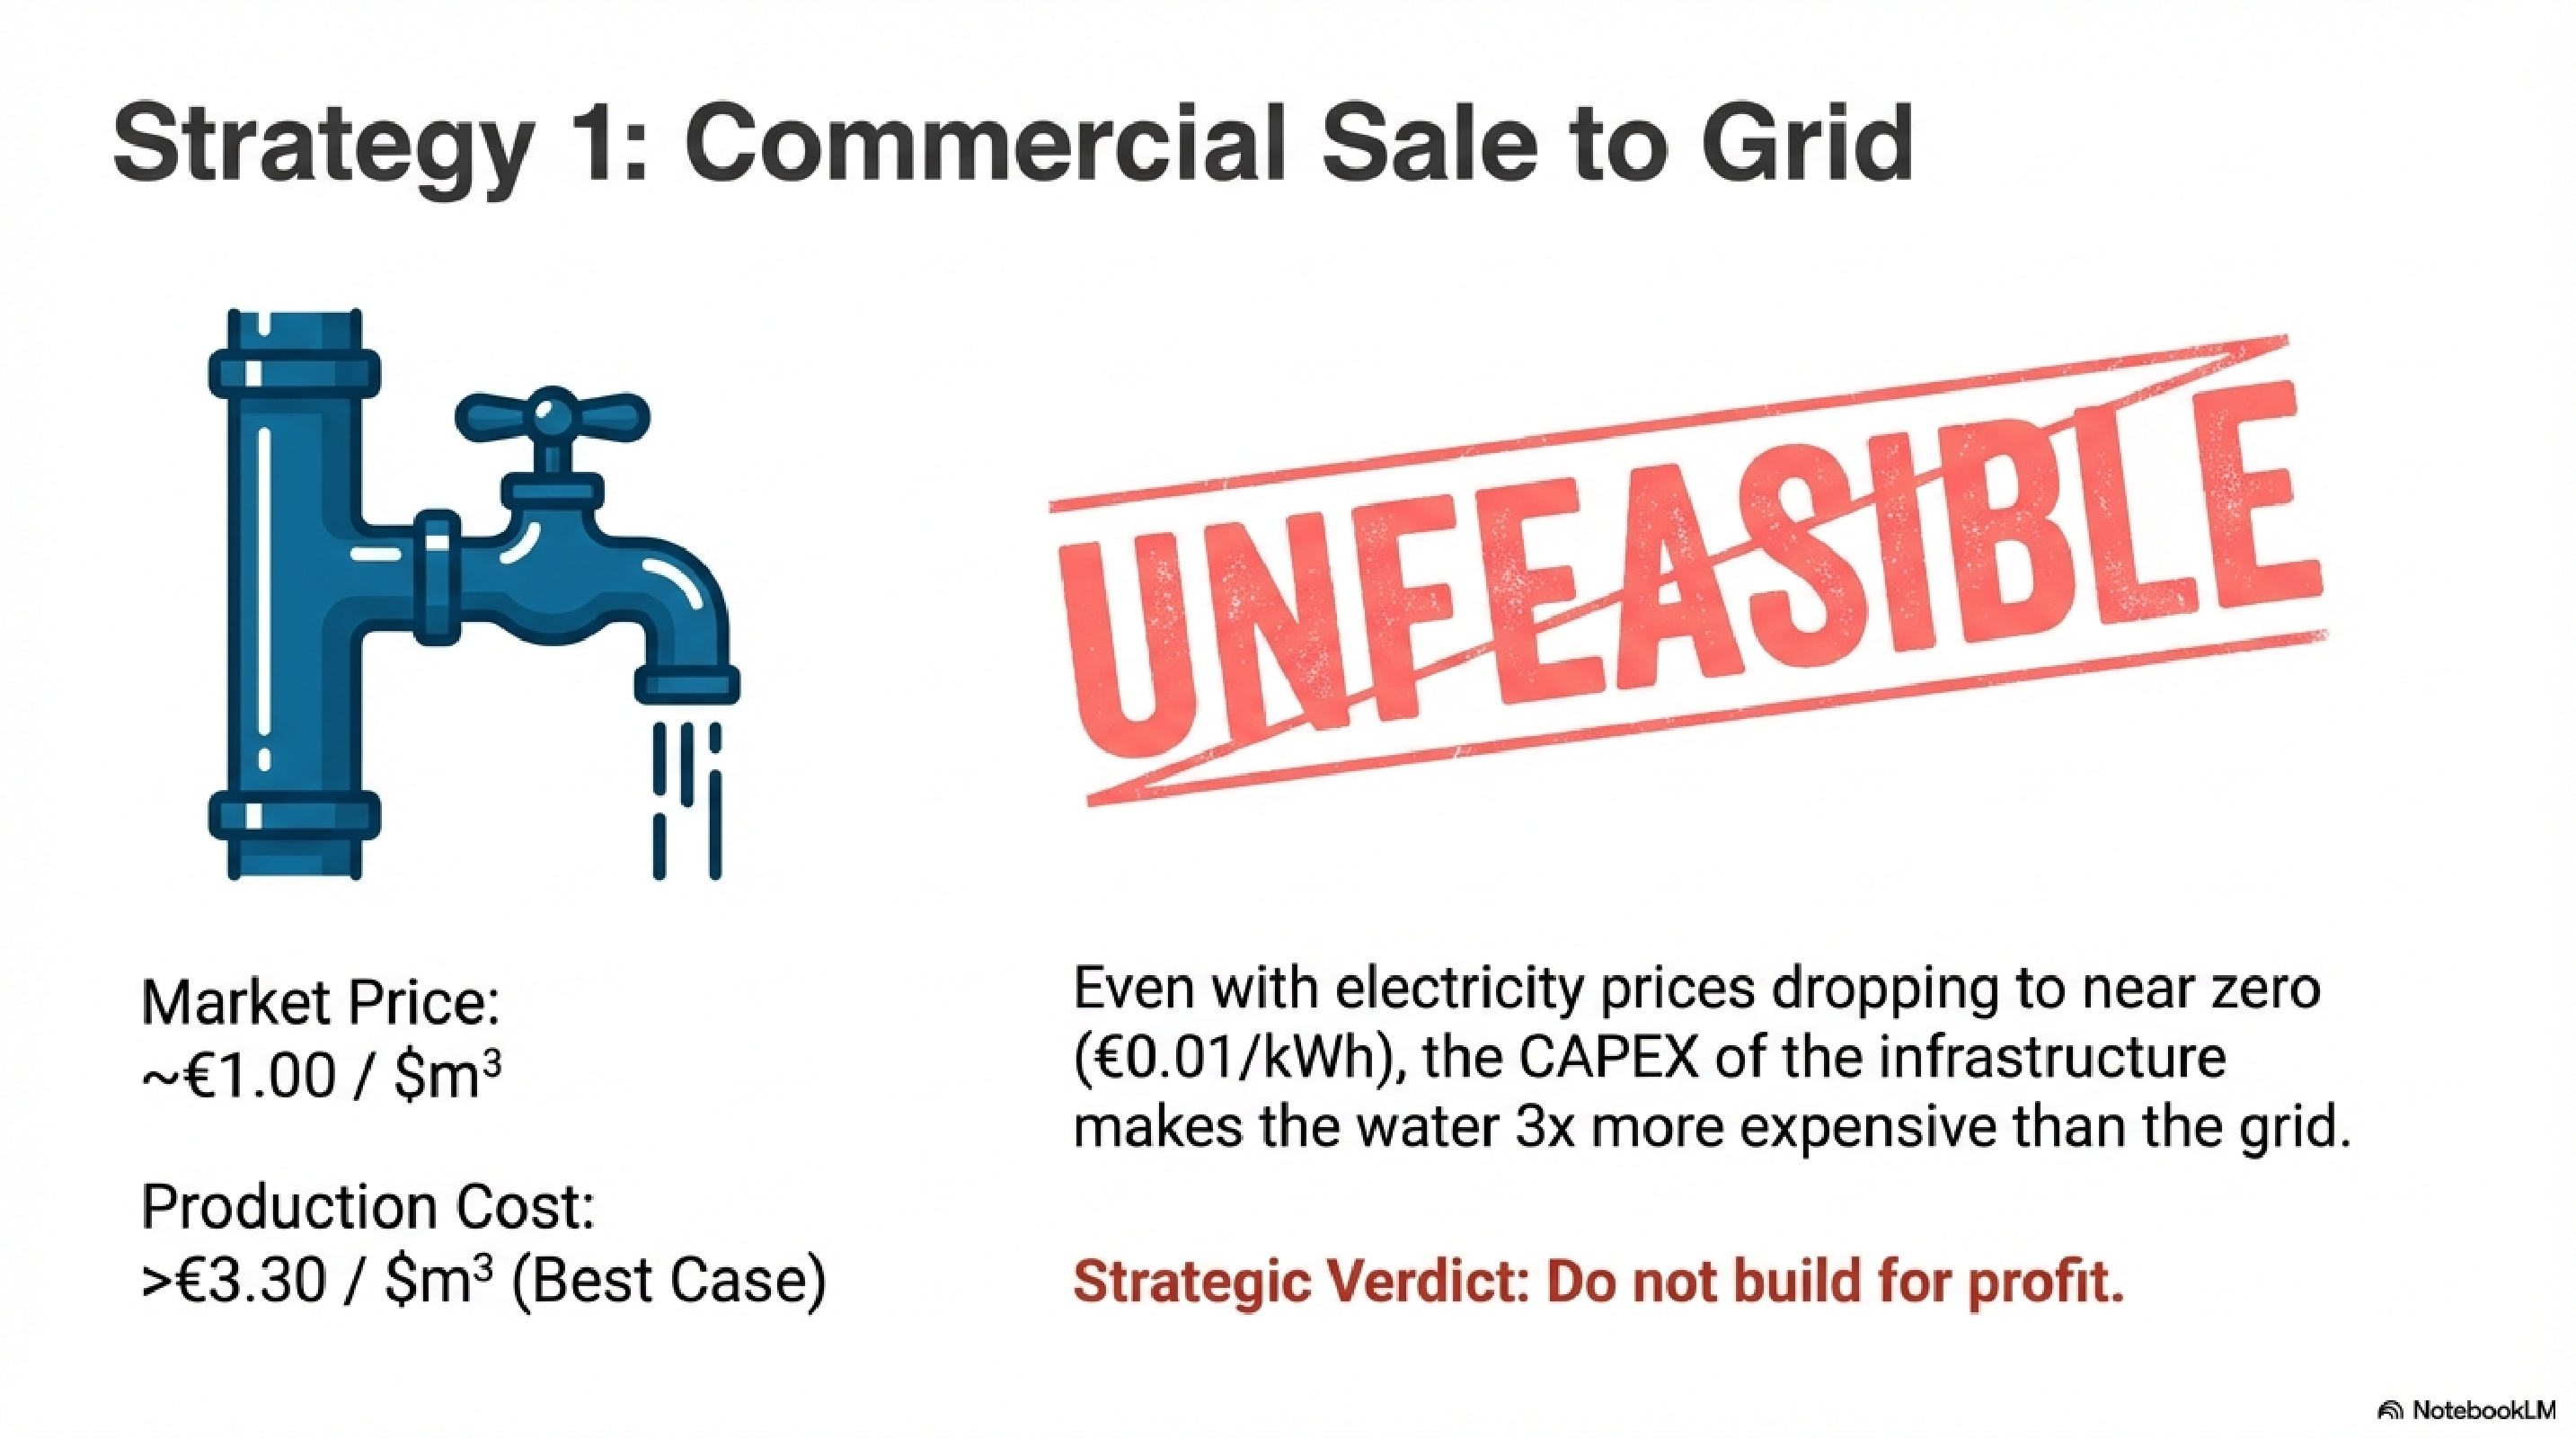 Strategy 1: Commercial Sale to Grid
UNFEASIBLE
Market Price:
~€1.00 / $m³
Production Cost:
>€3.30 / $m³ (Best Case)
Even with electricity prices dropping to near zero
(€0.01/kWh), the CAPEX of the infrastructure
makes the water 3x more expensive than the grid.
Strategic Verdict: Do not build for profit.
NotebookLM